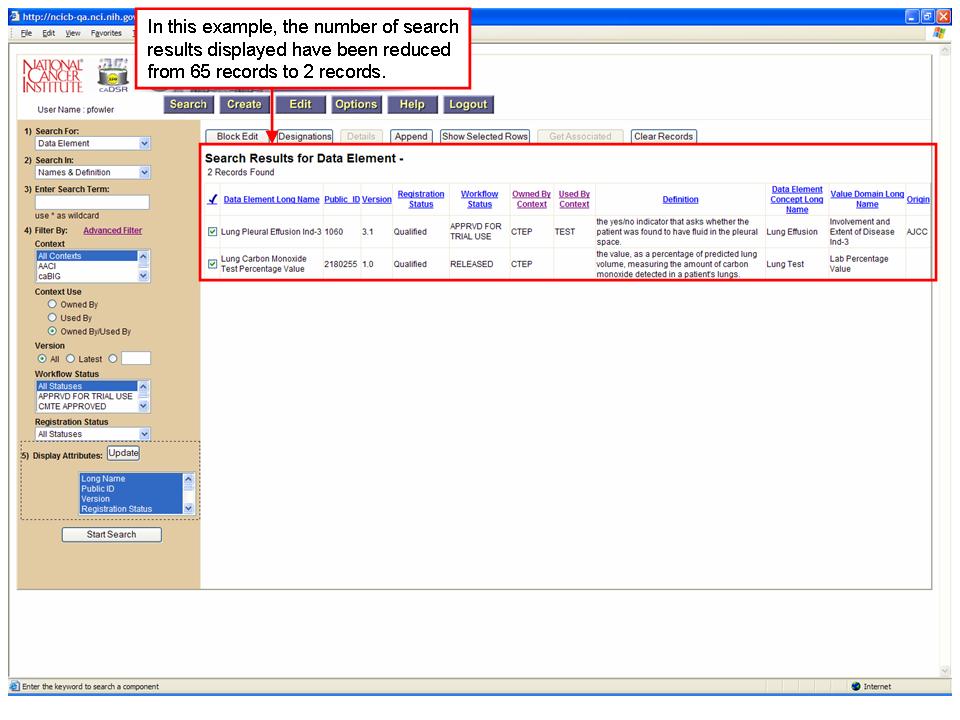 http://ncicb-qa.nci.nih.gov
In this example, the number of search
results displayed have been reduced
from 65 records to 2 records.
File Edit View Favorites
NATIONAL CANCER INSTITUTE
caDSR
User Name : pfowler
Search Create Edit Options Help Logout
1) Search For:
Data Element
2) Search In:
Names & Definition
3) Enter Search Term:
use * as wildcard
4) Filter By: Advanced Filter
Context
All Contexts
AACI
caBIG
Context Use
Owned By
Used By
Owned By/Used By
Version
All Latest
Workflow Status
All Statuses
APPRVD FOR TRIAL USE
CMTE APPROVED
Registration Status
All Statuses
5) Display Attributes: Update
Long Name
Public ID
Version
Registration Status
Start Search
Block Edit Designations Details Append Show Selected Rows Get Associated Clear Records
Search Results for Data Element -
2 Records Found
Data Element Long Name Public_ID Version Registration Status Workflow Status Owned By Context Used By Context Definition Data Element Concept Long Name Value Domain Long Name Origin
Lung Pleural Effusion Ind-3 1060 3.1 Qualified APPRVD FOR TRIAL USE CTEP TEST the yes/no indicator that asks whether the patient was found to have fluid in the pleural space. Lung Effusion Involvement and Extent of Disease Ind-3 AJCC
Lung Carbon Monoxide Test Percentage Value 2180255 1.0 Qualified RELEASED CTEP the value, as a percentage of predicted lung volume, measuring the amount of carbon monoxide detected in a patient's lungs. Lung Test Lab Percentage Value
Enter the keyword to search a component
Internet